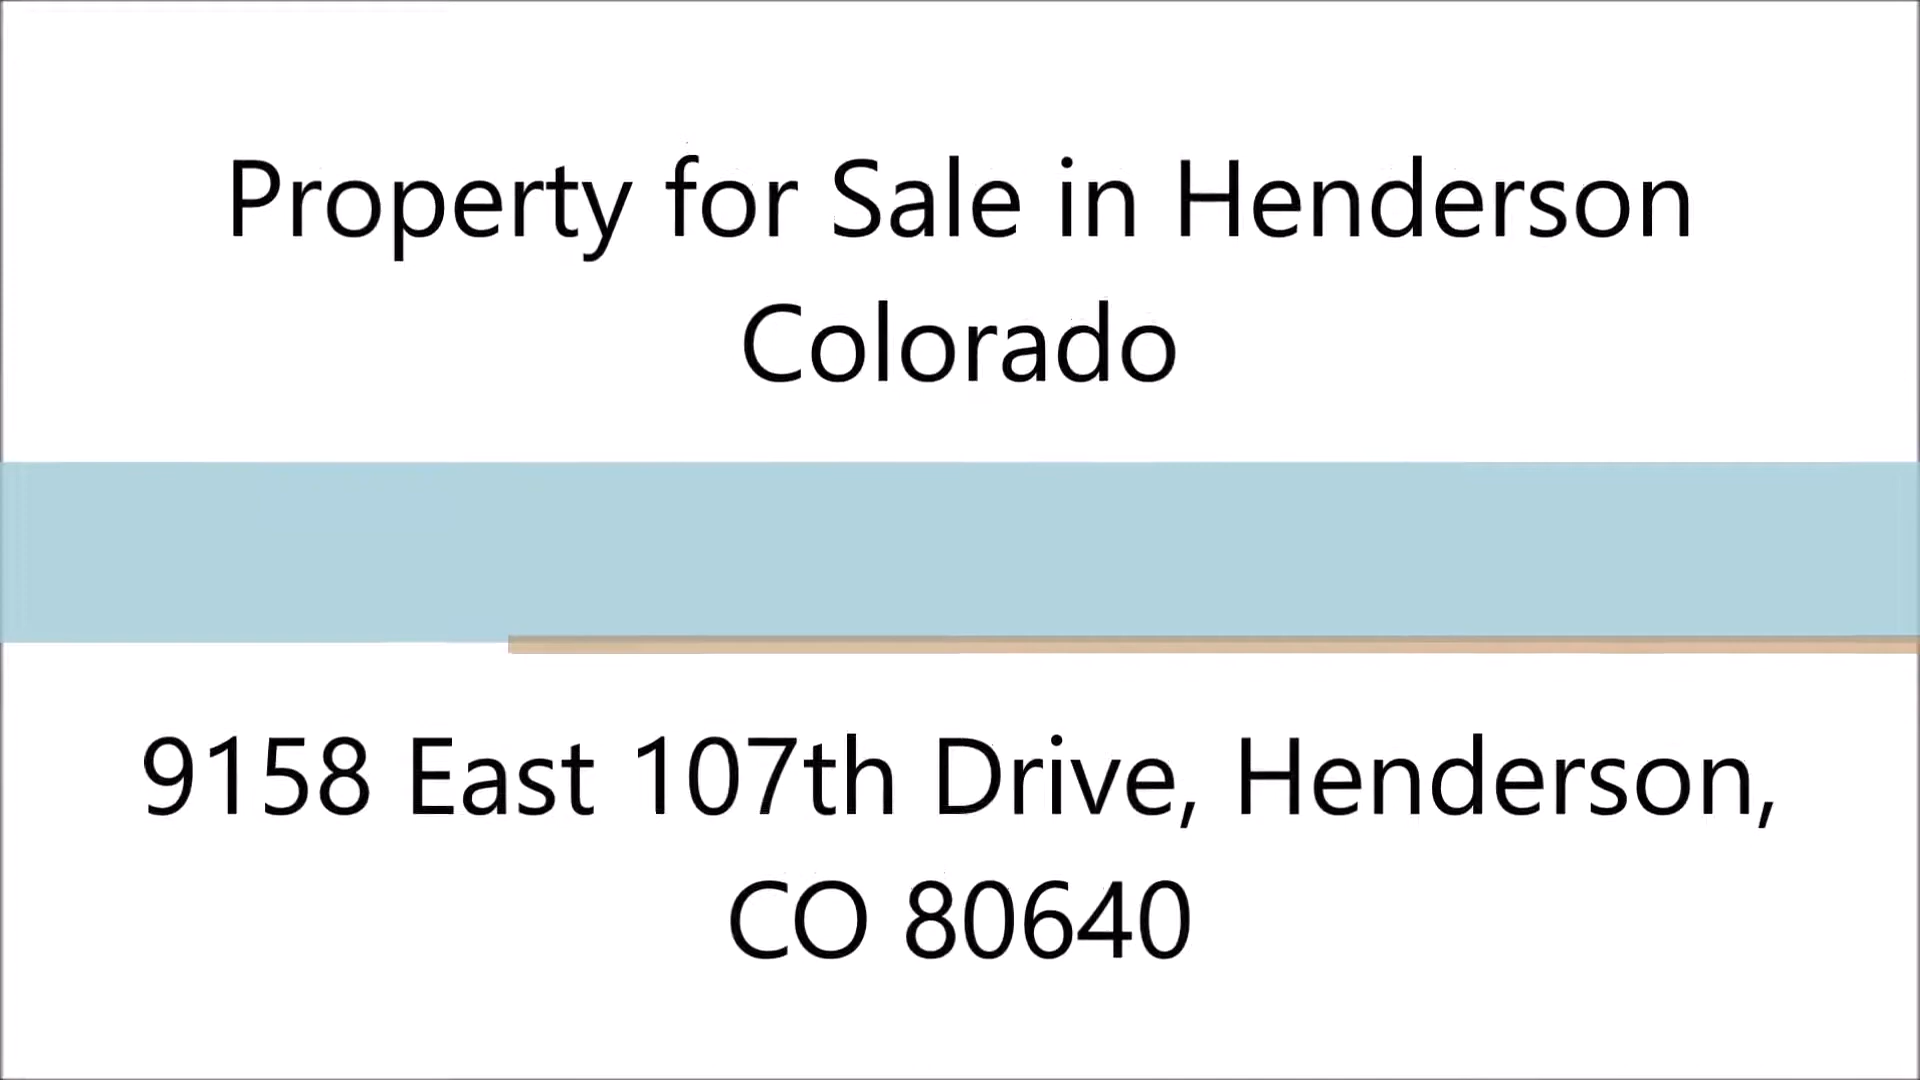 Property for Sale in Henderson
Colorado
9158 East 107th Drive, Henderson,
CO 80640